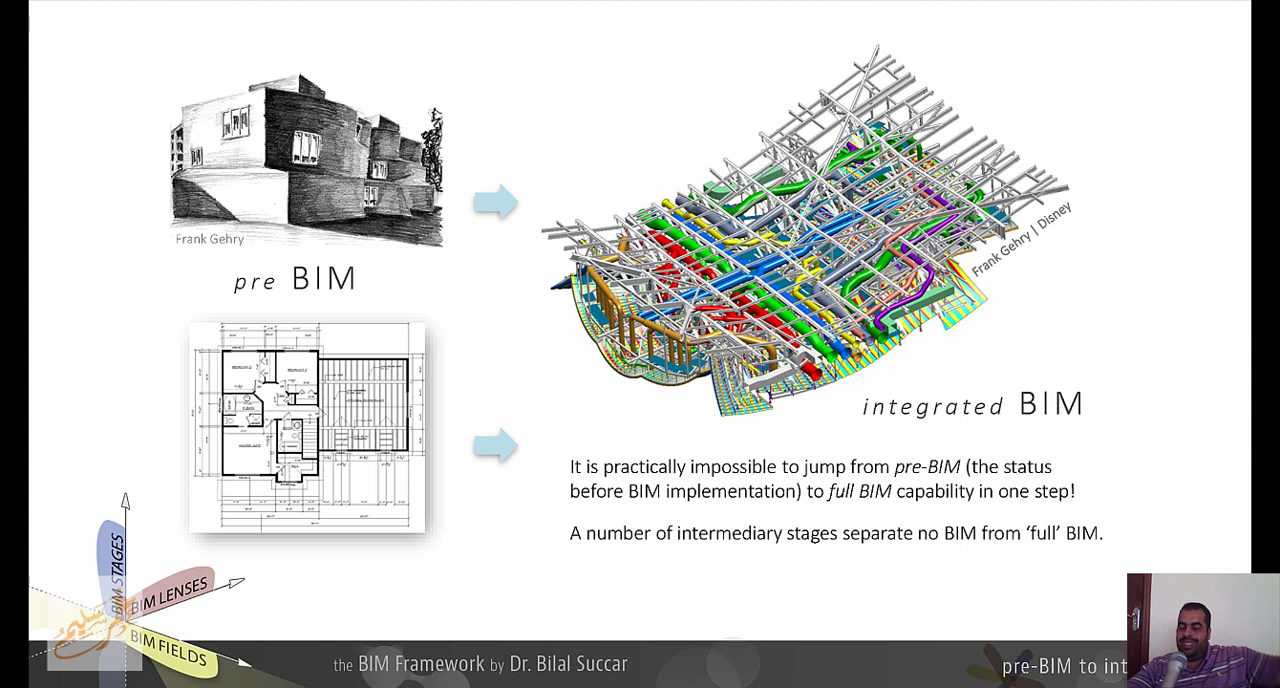 Frank Gehry
pre BIM
Frank Gehry | Disney
integrated BIM
It is practically impossible to jump from pre-BIM (the status
before BIM implementation) to full BIM capability in one step!
A number of intermediary stages separate no BIM from ‘full’ BIM.
BIM STAGES
BIM LENSES
BIM FIELDS
the BIM Framework by Dr. Bilal Succar
pre-BIM to int